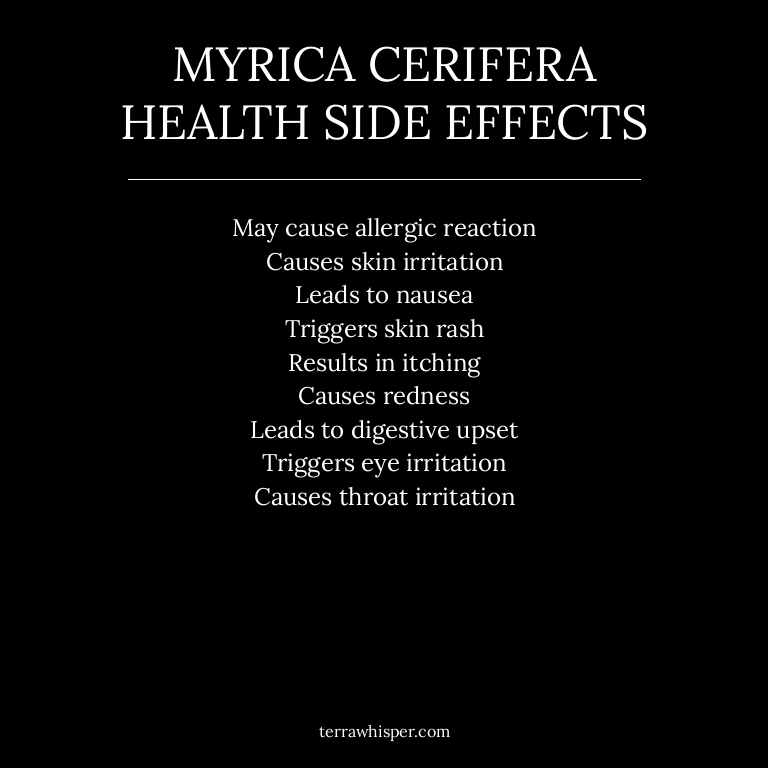 MYRICA CERIFERA
HEALTH SIDE EFFECTS
May cause allergic reaction
Causes skin irritation
Leads to nausea
Triggers skin rash
Results in itching
Causes redness
Leads to digestive upset
Triggers eye irritation
Causes throat irritation
terrawhisper.com